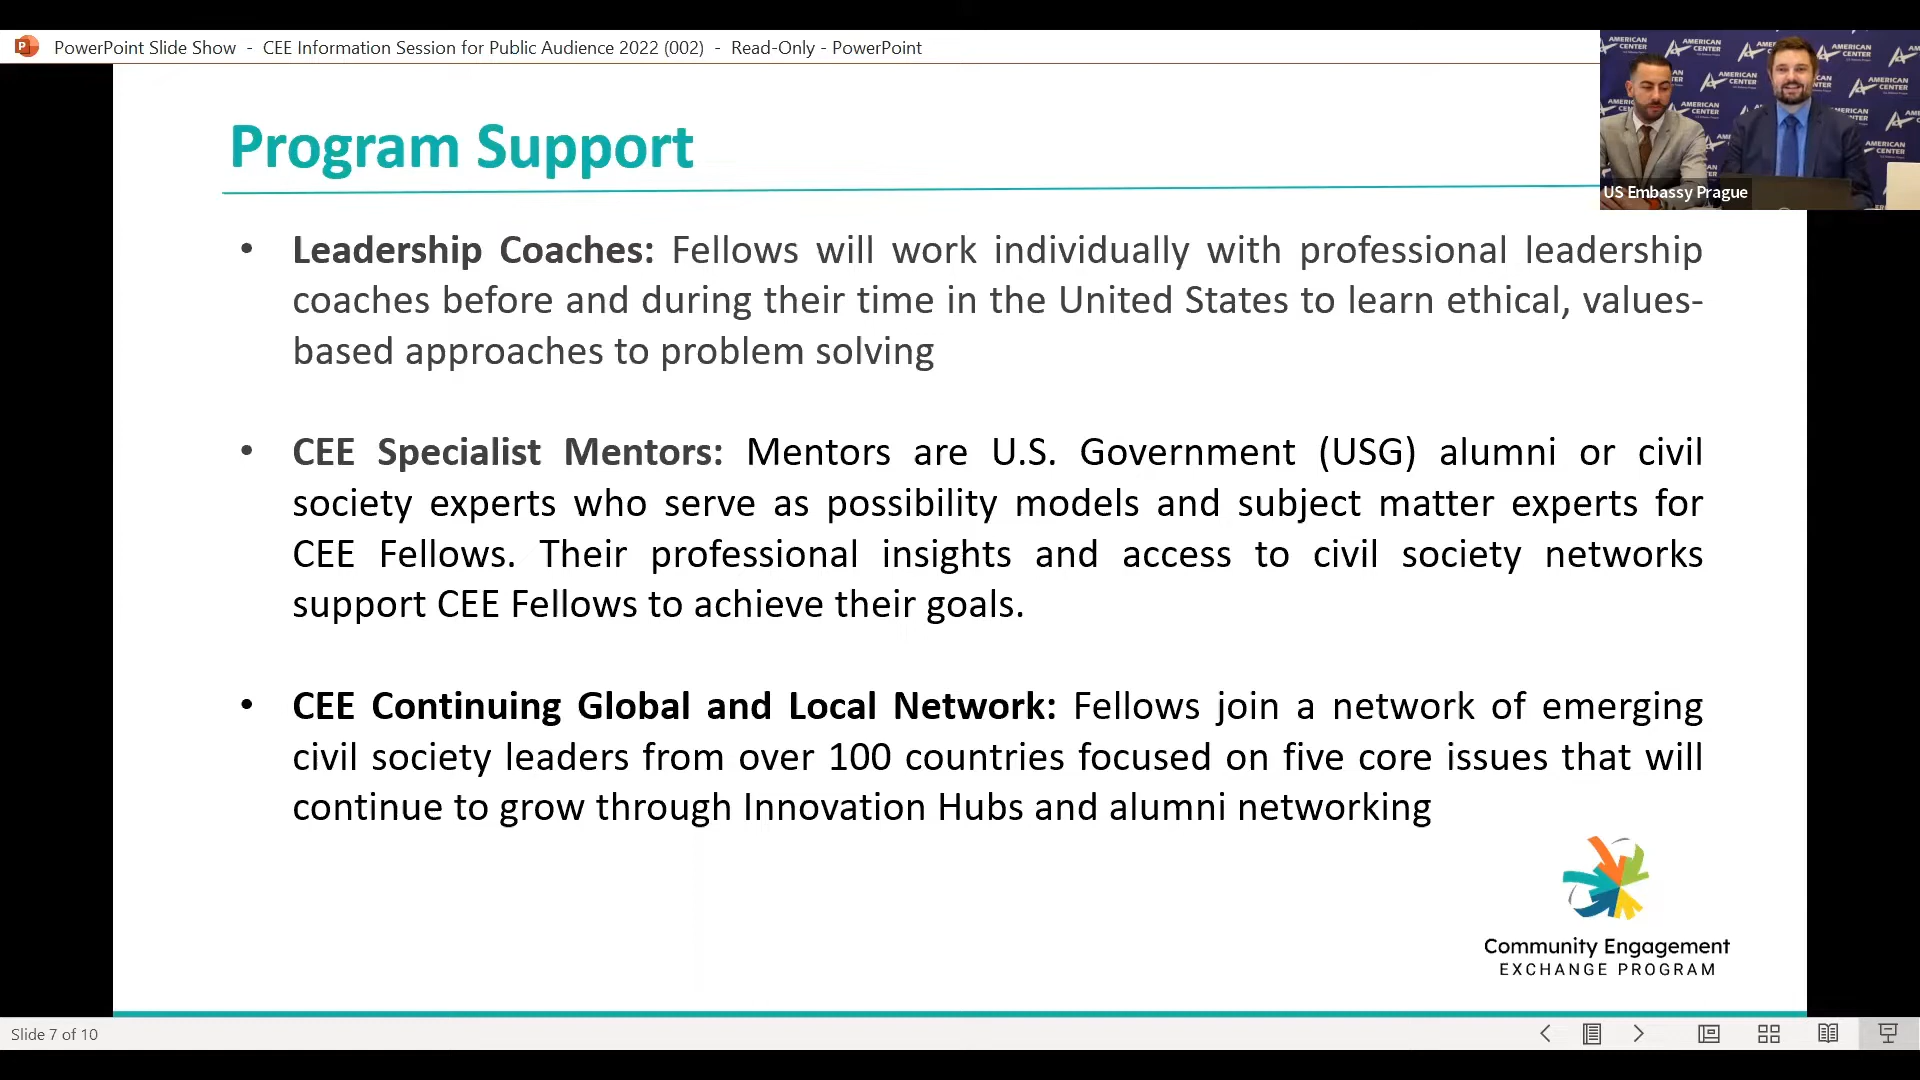 PowerPoint Slide Show - CEE Information Session for Public Audience 2022 (002) - Read-Only - PowerPoint
AMERICAN CENTER
US Embassy Prague
Program Support
• Leadership Coaches: Fellows will work individually with professional leadership
coaches before and during their time in the United States to learn ethical, values-
based approaches to problem solving
• CEE Specialist Mentors: Mentors are U.S. Government (USG) alumni or civil
society experts who serve as possibility models and subject matter experts for
CEE Fellows. Their professional insights and access to civil society networks
support CEE Fellows to achieve their goals.
• CEE Continuing Global and Local Network: Fellows join a network of emerging
civil society leaders from over 100 countries focused on five core issues that will
continue to grow through Innovation Hubs and alumni networking
Community Engagement
EXCHANGE PROGRAM
Slide 7 of 10